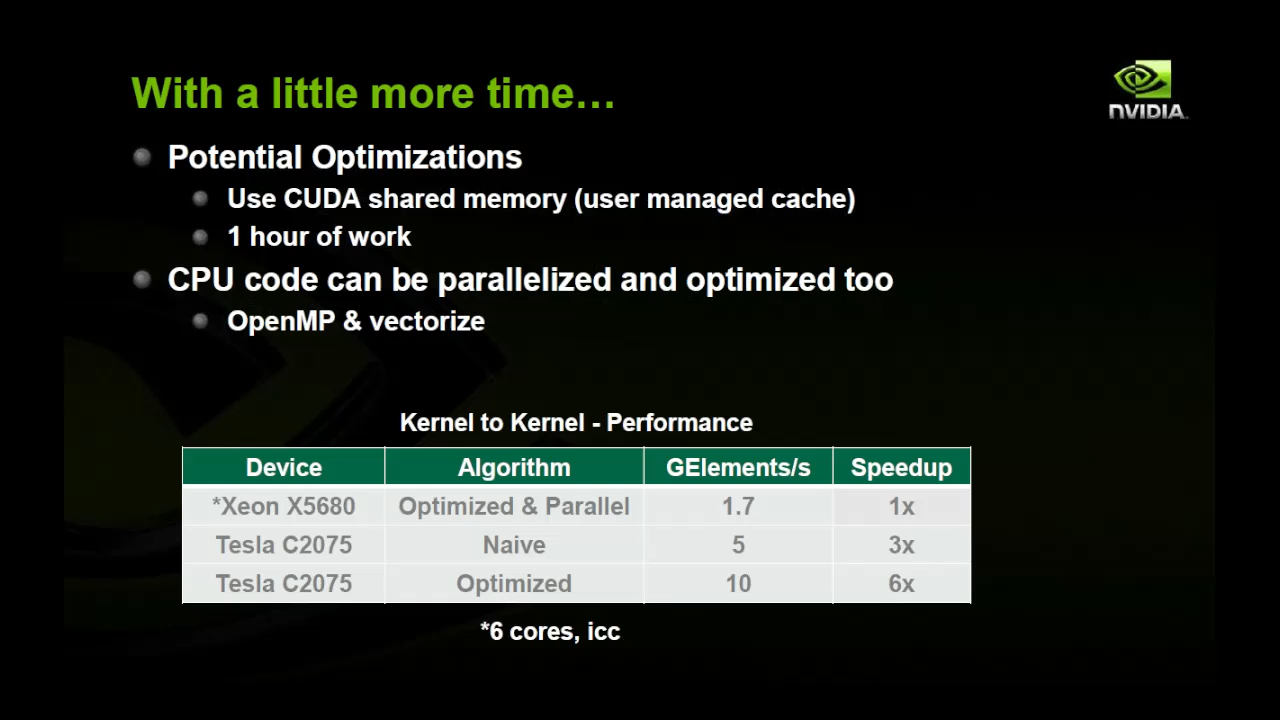 With a little more time…
NVIDIA.
Potential Optimizations
Use CUDA shared memory (user managed cache)
1 hour of work
CPU code can be parallelized and optimized too
OpenMP & vectorize
Kernel to Kernel - Performance
Device Algorithm GElements/s Speedup
*Xeon X5680 Optimized & Parallel 1.7 1x
Tesla C2075 Naive 5 3x
Tesla C2075 Optimized 10 6x
*6 cores, icc